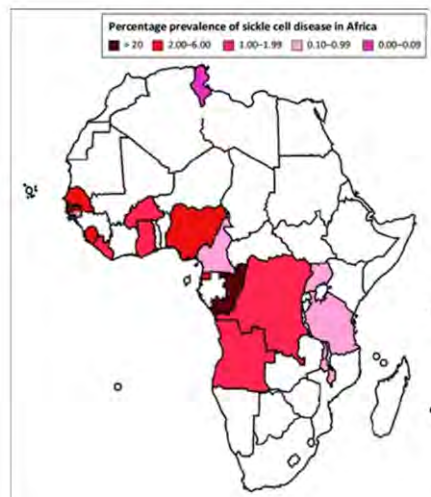 Percentage prevalence of sickle cell disease in Africa
> 20 2.00–6.00 1.00–1.99 0.10–0.99 0.00–0.09